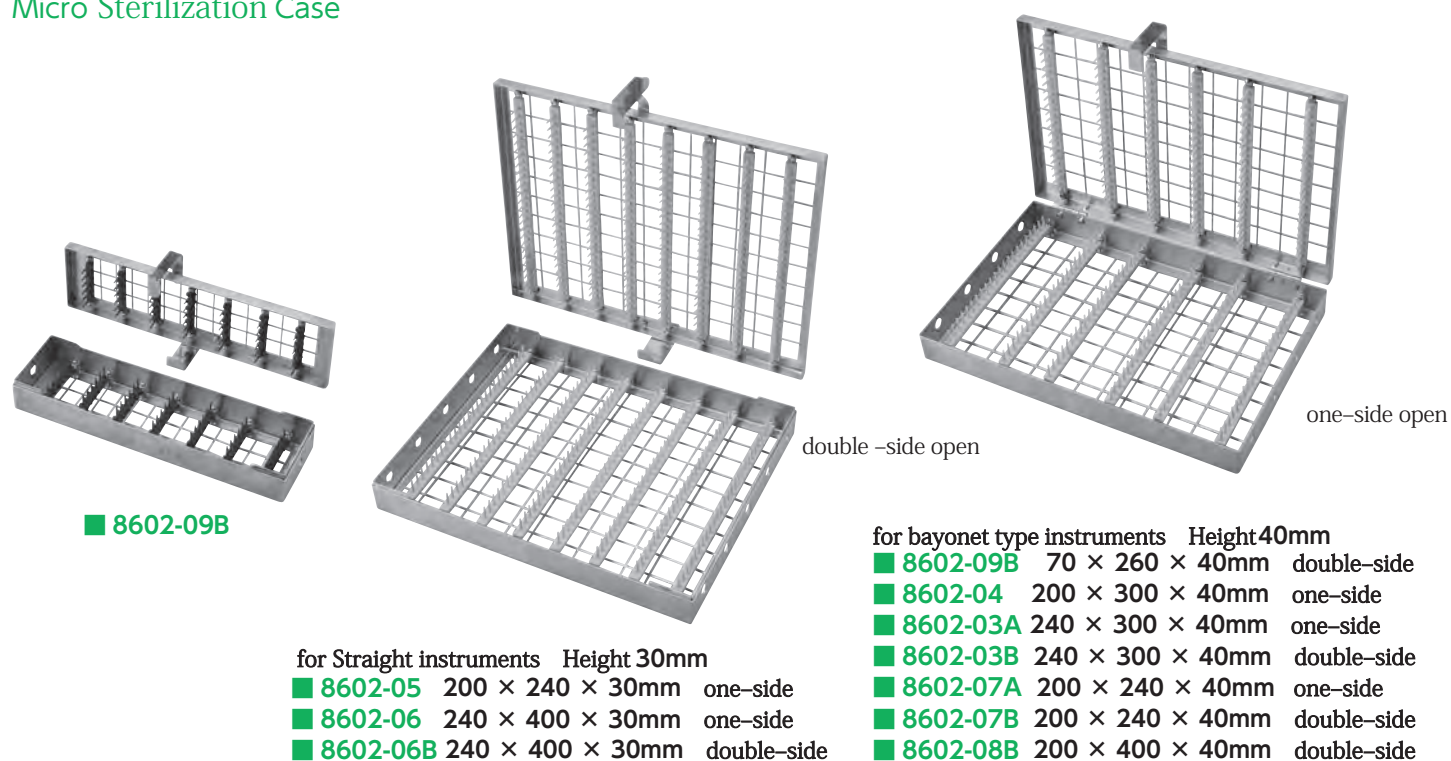 Micro Sterilization Case
one–side open
double –side open
■ 8602-09B
for bayonet type instruments Height 40mm
■ 8602-09B 70 × 260 × 40mm double–side
■ 8602-04 200 × 300 × 40mm one–side
■ 8602-03A 240 × 300 × 40mm one–side
■ 8602-03B 240 × 300 × 40mm double–side
■ 8602-07A 200 × 240 × 40mm one–side
■ 8602-07B 200 × 240 × 40mm double–side
■ 8602-08B 200 × 400 × 40mm double–side
for Straight instruments Height 30mm
■ 8602-05 200 × 240 × 30mm one–side
■ 8602-06 240 × 400 × 30mm one–side
■ 8602-06B 240 × 400 × 30mm double–side